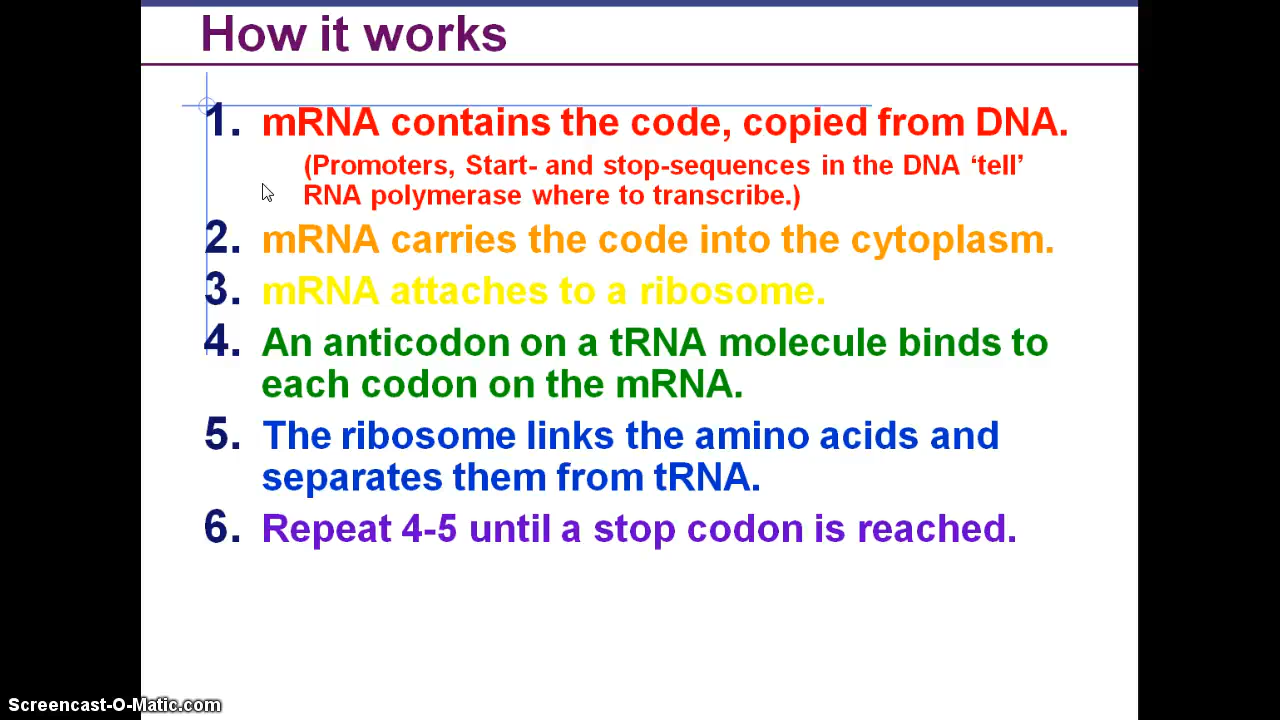 How it works
1. mRNA contains the code, copied from DNA.
(Promoters, Start- and stop-sequences in the DNA ‘tell’
RNA polymerase where to transcribe.)
2. mRNA carries the code into the cytoplasm.
3. mRNA attaches to a ribosome.
4. An anticodon on a tRNA molecule binds to
each codon on the mRNA.
5. The ribosome links the amino acids and
separates them from tRNA.
6. Repeat 4-5 until a stop codon is reached.
Screencast-O-Matic.com